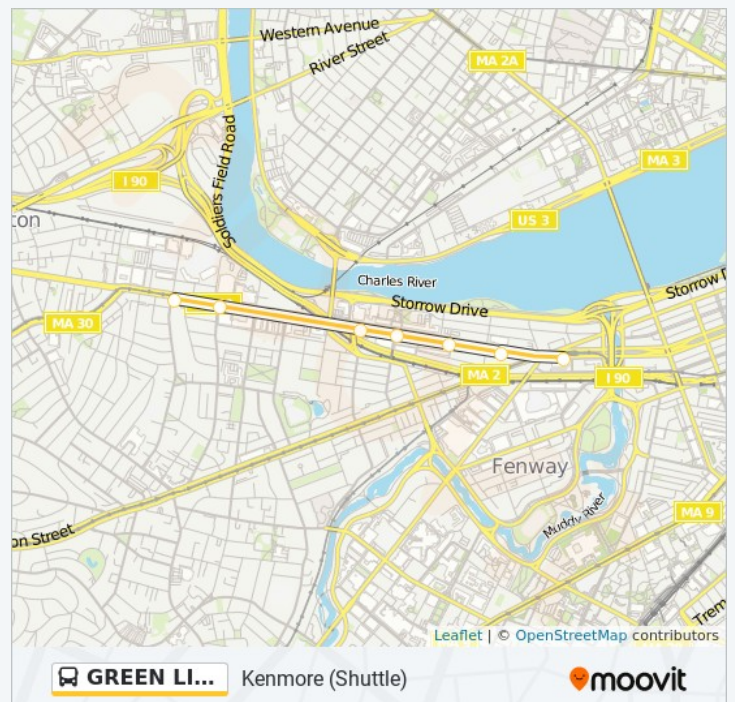 Western Avenue
River Street
MA 2A
Soldiers Field Road
MA 3
I 90
US 3
ton
Charles River
Storrow Drive
Storrow D
MA 30
MA 2
I 90
Fenway
Muddy River
MA 9
on Street
Trem
Leaflet | © OpenStreetMap contributors
GREEN LI...
Kenmore (Shuttle)
moovit